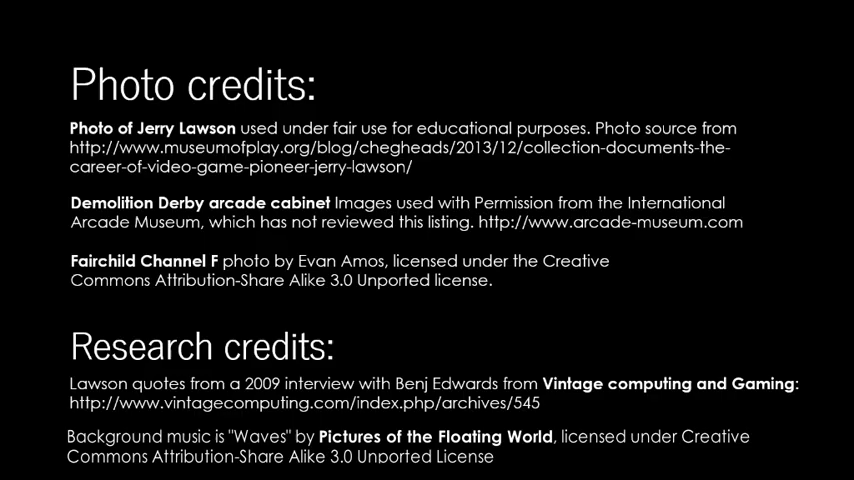 Photo credits:
Photo of Jerry Lawson used under fair use for educational purposes. Photo source from
http://www.museumofplay.org/blog/chegheads/2013/12/collection-documents-the-
career-of-video-game-pioneer-jerry-lawson/
Demolition Derby arcade cabinet Images used with Permission from the International
Arcade Museum, which has not reviewed this listing. http://www.arcade-museum.com
Fairchild Channel F photo by Evan Amos, licensed under the Creative
Commons Attribution-Share Alike 3.0 Unported license.
Research credits:
Lawson quotes from a 2009 interview with Benj Edwards from Vintage computing and Gaming:
http://www.vintagecomputing.com/index.php/archives/545
Background music is "Waves" by Pictures of the Floating World, licensed under Creative
Commons Attribution-Share Alike 3.0 Unported License